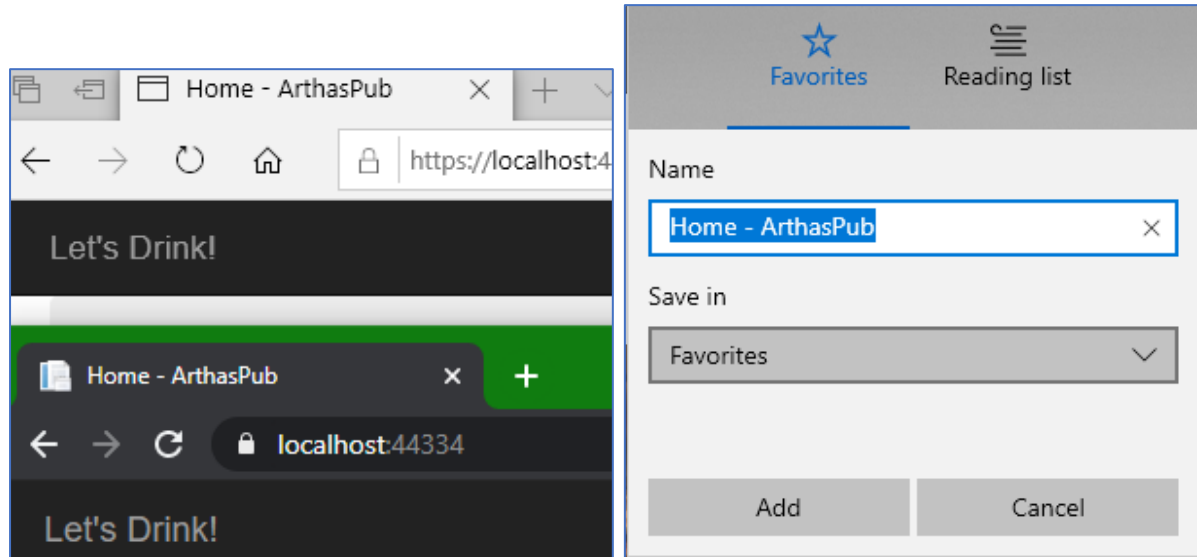 Home - ArthasPub
https://localhost:4
Let's Drink!
Home - ArthasPub
localhost:44334
Let's Drink!
Favorites
Reading list
Name
Home - ArthasPub
Save in
Favorites
Add
Cancel